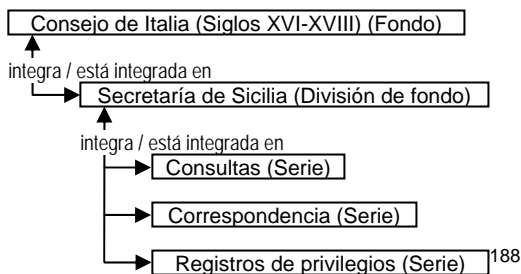 Consejo de Italia (Siglos XVI-XVIII) (Fondo)
integra / está integrada en
Secretaría de Sicilia (División de fondo)
integra / está integrada en
Consultas (Serie)
Correspondencia (Serie)
Registros de privilegios (Serie) 188